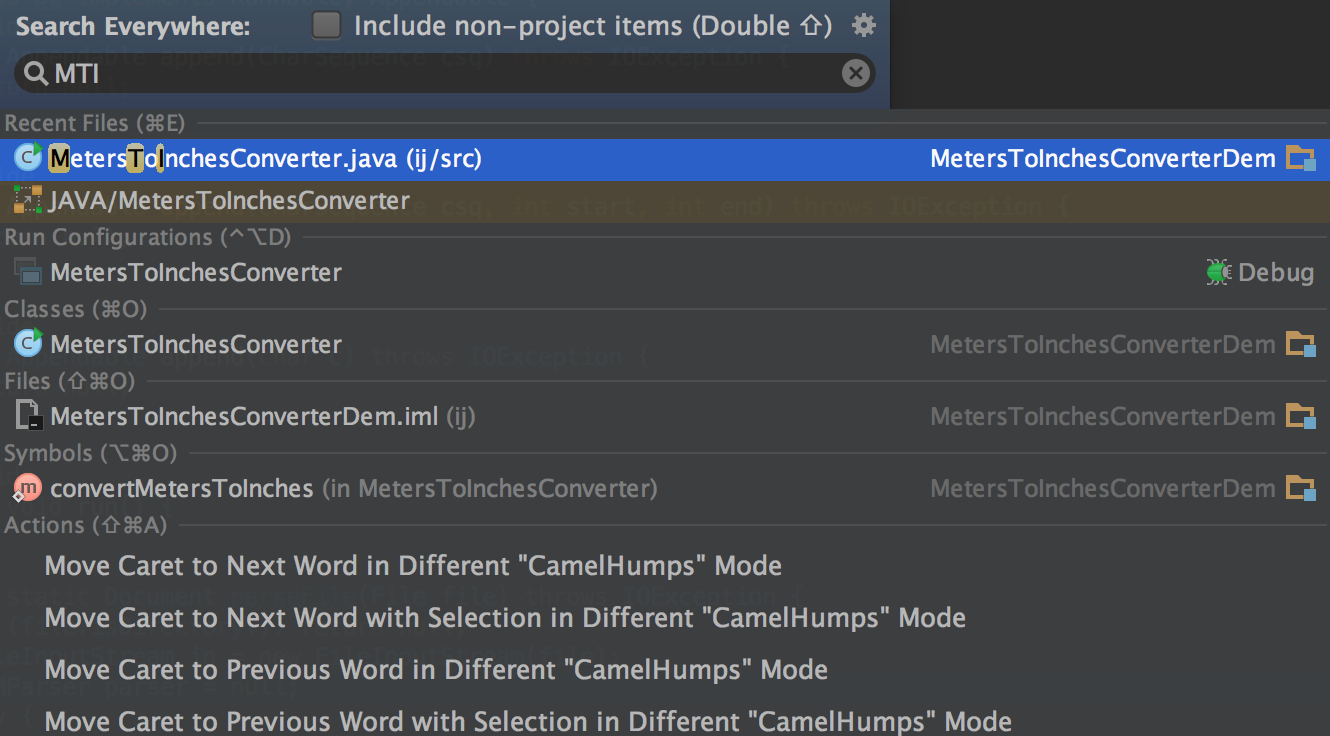 Search Everywhere: Include non-project items (Double ⇧)
MTI
Recent Files (⌘E)
MetersToInchesConverter.java (ij/src) MetersToInchesConverterDem
JAVA/MetersToInchesConverter
Run Configurations (^⌥D)
MetersToInchesConverter Debug
Classes (⌘O)
MetersToInchesConverter MetersToInchesConverterDem
Files (⇧⌘O)
MetersToInchesConverterDem.iml (ij) MetersToInchesConverterDem
Symbols (⌥⌘O)
convertMetersToInches (in MetersToInchesConverter) MetersToInchesConverterDem
Actions (⇧⌘A)
Move Caret to Next Word in Different "CamelHumps" Mode
Move Caret to Next Word with Selection in Different "CamelHumps" Mode
Move Caret to Previous Word in Different "CamelHumps" Mode
Move Caret to Previous Word with Selection in Different "CamelHumps" Mode